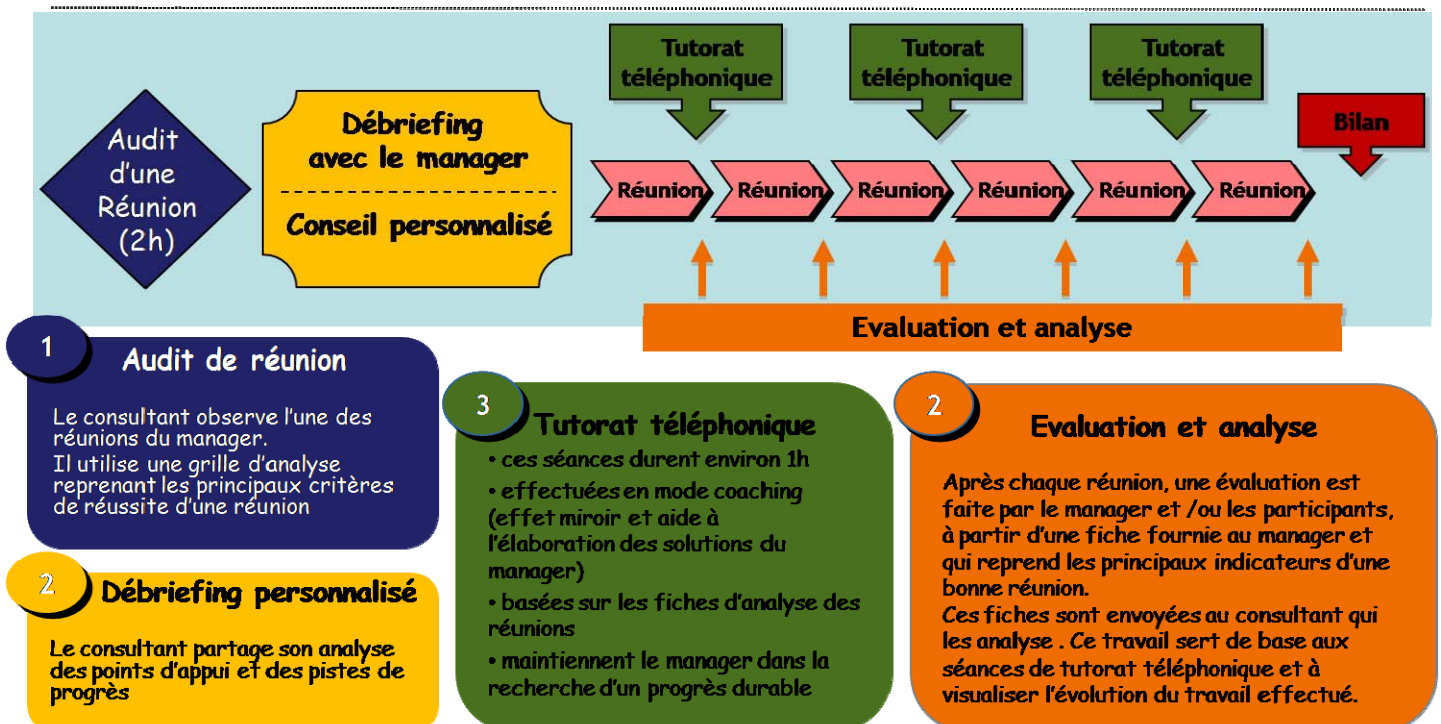 Audit
d'une
Réunion
(2h)
Débriefing
avec le manager
Conseil personnalisé
Tutorat
téléphonique
Tutorat
téléphonique
Tutorat
téléphonique
Bilan
Réunion
Réunion
Réunion
Réunion
Réunion
Réunion
Evaluation et analyse
1
Audit de réunion
Le consultant observe l'une des
réunions du manager.
Il utilise une grille d'analyse
reprenant les principaux critères
de réussite d'une réunion
2
Débriefing personnalisé
Le consultant partage son analyse
des points d'appui et des pistes de
progrès
3
Tutorat téléphonique
• ces séances durent environ 1h
• effectuées en mode coaching
(effet miroir et aide à
l'élaboration des solutions du
manager)
• basées sur les fiches d'analyse des
réunions
• maintiennent le manager dans la
recherche d'un progrès durable
2
Evaluation et analyse
Après chaque réunion, une évaluation est
faite par le manager et /ou les participants,
à partir d'une fiche fournie au manager et
qui reprend les principaux indicateurs d'une
bonne réunion.
Ces fiches sont envoyées au consultant qui
les analyse . Ce travail sert de base aux
séances de tutorat téléphonique et à
visualiser l'évolution du travail effectué.